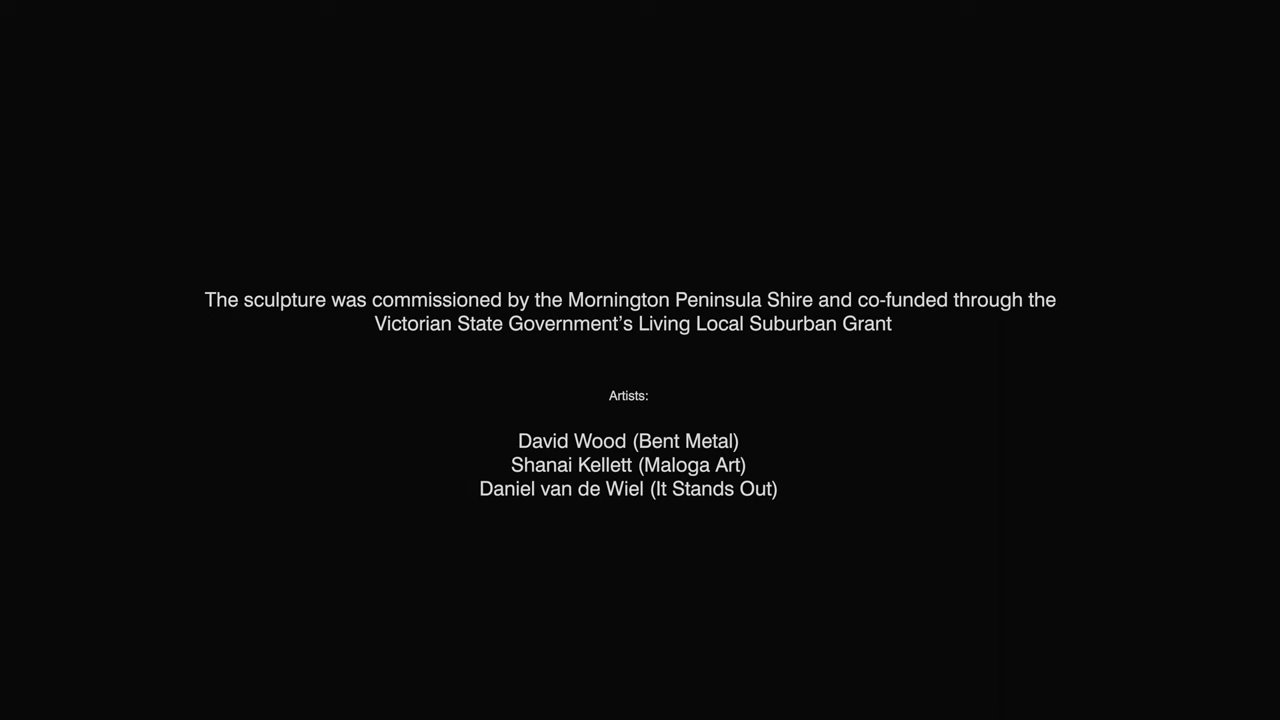 The sculpture was commissioned by the Mornington Peninsula Shire and co-funded through the
Victorian State Government’s Living Local Suburban Grant
Artists:
David Wood (Bent Metal)
Shanai Kellett (Maloga Art)
Daniel van de Wiel (It Stands Out)